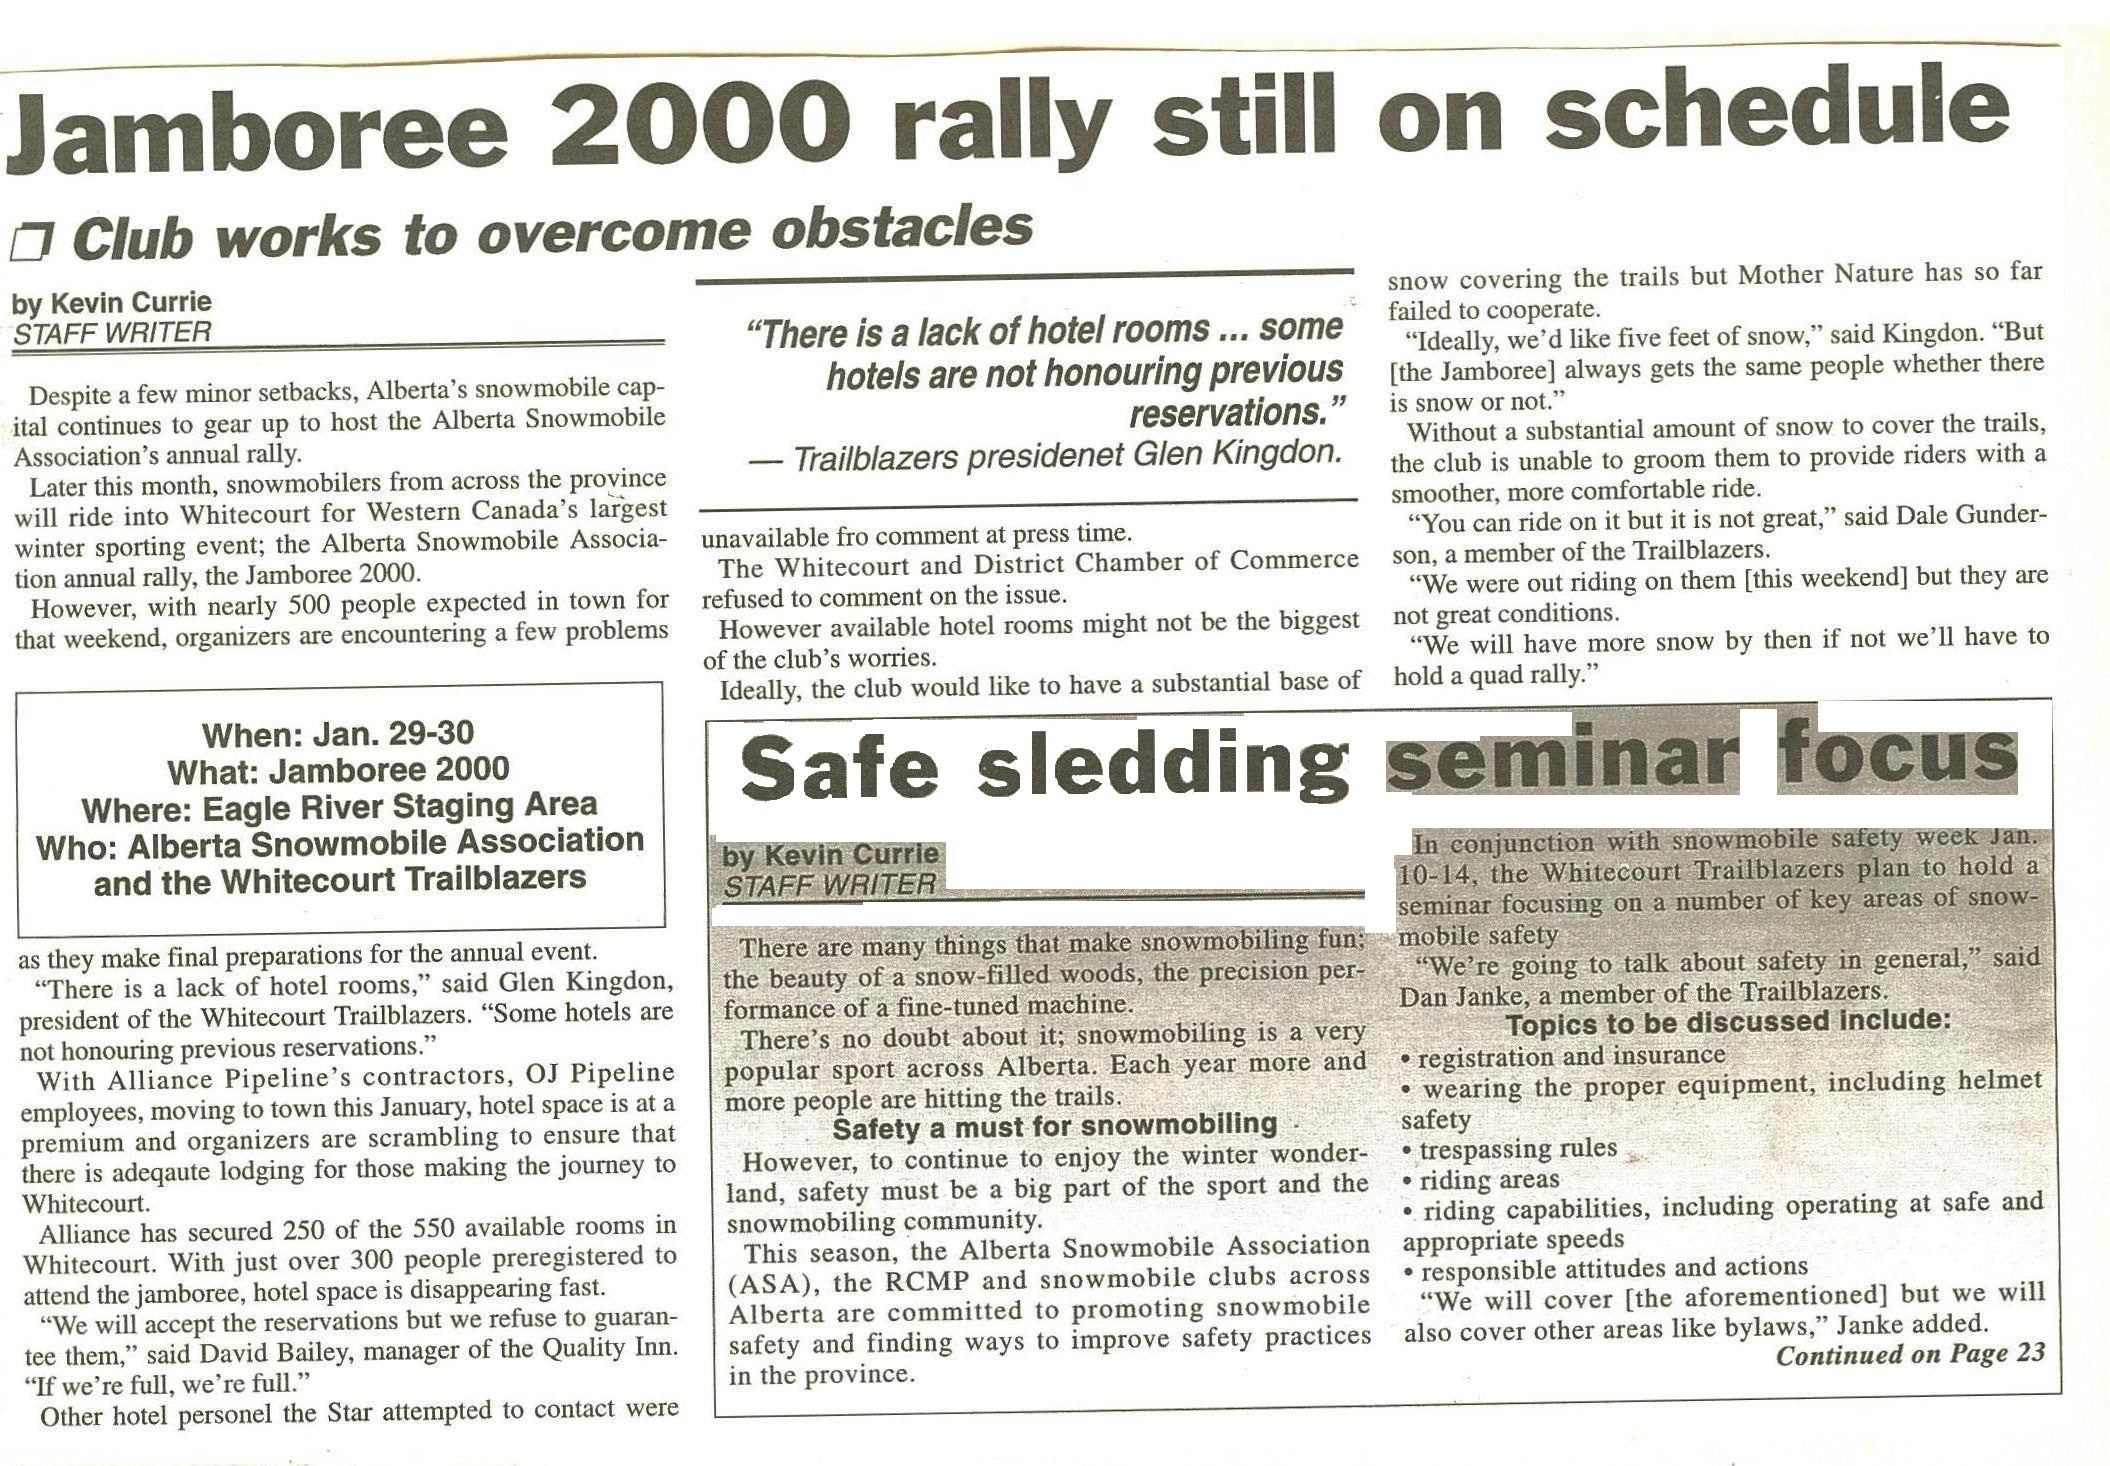 Jamboree 2000 rally still on schedule
❒ Club works to overcome obstacles
by Kevin Currie
STAFF WRITER
Despite a few minor setbacks, Alberta's snowmobile cap-
ital continues to gear up to host the Alberta Snowmobile
Association's annual rally.
Later this month, snowmobilers from across the province
will ride into Whitecourt for Western Canada's largest
winter sporting event; the Alberta Snowmobile Associa-
tion annual rally, the Jamboree 2000.
However, with nearly 500 people expected in town for
that weekend, organizers are encountering a few problems
When: Jan. 29-30
What: Jamboree 2000
Where: Eagle River Staging Area
Who: Alberta Snowmobile Association
and the Whitecourt Trailblazers
as they make final preparations for the annual event.
“There is a lack of hotel rooms,” said Glen Kingdon,
president of the Whitecourt Trailblazers. “Some hotels are
not honouring previous reservations.”
With Alliance Pipeline's contractors, OJ Pipeline
employees, moving to town this January, hotel space is at a
premium and organizers are scrambling to ensure that
there is adeqaute lodging for those making the journey to
Whitecourt.
Alliance has secured 250 of the 550 available rooms in
Whitecourt. With just over 300 people preregistered to
attend the jamboree, hotel space is disappearing fast.
“We will accept the reservations but we refuse to guaran-
tee them,” said David Bailey, manager of the Quality Inn.
“If we're full, we're full.”
Other hotel personel the Star attempted to contact were
“There is a lack of hotel rooms ... some
hotels are not honouring previous
reservations.”
— Trailblazers presidenet Glen Kingdon.
unavailable fro comment at press time.
The Whitecourt and District Chamber of Commerce
refused to comment on the issue.
However available hotel rooms might not be the biggest
of the club's worries.
Ideally, the club would like to have a substantial base of
snow covering the trails but Mother Nature has so far
failed to cooperate.
“Ideally, we'd like five feet of snow,” said Kingdon. “But
[the Jamboree] always gets the same people whether there
is snow or not.”
Without a substantial amount of snow to cover the trails,
the club is unable to groom them to provide riders with a
smoother, more comfortable ride.
“You can ride on it but it is not great,” said Dale Gunder-
son, a member of the Trailblazers.
“We were out riding on them [this weekend] but they are
not great conditions.
“We will have more snow by then if not we'll have to
hold a quad rally.”
Safe sledding seminar focus
by Kevin Currie
STAFF WRITER
There are many things that make snowmobiling fun;
the beauty of a snow-filled woods, the precision per-
formance of a fine-tuned machine.
There's no doubt about it; snowmobiling is a very
popular sport across Alberta. Each year more and
more people are hitting the trails.
Safety a must for snowmobiling
However, to continue to enjoy the winter wonder-
land, safety must be a big part of the sport and the
snowmobiling community.
This season, the Alberta Snowmobile Association
(ASA), the RCMP and snowmobile clubs across
Alberta are committed to promoting snowmobile
safety and finding ways to improve safety practices
in the province.
In conjunction with snowmobile safety week Jan.
10-14, the Whitecourt Trailblazers plan to hold a
seminar focusing on a number of key areas of snow-
mobile safety
“We're going to talk about safety in general,” said
Dan Janke, a member of the Trailblazers.
Topics to be discussed include:
• registration and insurance
• wearing the proper equipment, including helmet
safety
• trespassing rules
• riding areas
• riding capabilities, including operating at safe and
appropriate speeds
• responsible attitudes and actions
“We will cover [the aforementioned] but we will
also cover other areas like bylaws,” Janke added.
Continued on Page 23